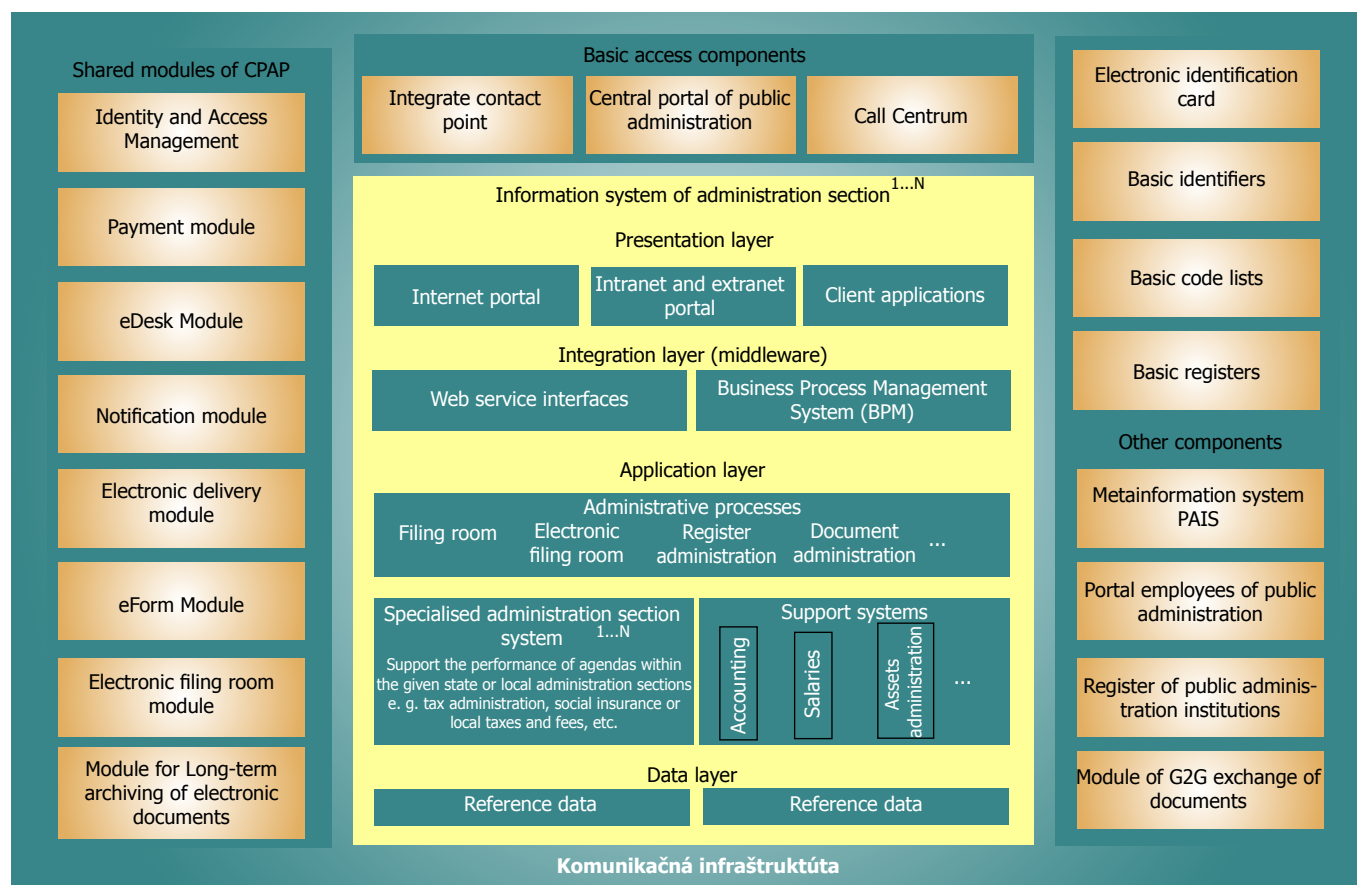 Shared modules of CPAP
Identity and Access
Management
Payment module
eDesk Module
Notification module
Electronic delivery
module
eForm Module
Electronic filing room
module
Module for Long-term
archiving of electronic
documents
Basic access components
Integrate contact
point
Central portal of public
administration
Call Centrum
Information system of administration section 1...N
Presentation layer
Internet portal
Intranet and extranet
portal
Client applications
Integration layer (middleware)
Web service interfaces
Business Process Management
System (BPM)
Application layer
Administrative processes
Filing room
Electronic
filing room
Register
administration
Document
administration
...
Specialised administration section
system 1...N
Support the performance of agendas within
the given state or local administration sections
e. g. tax administration, social insurance or
local taxes and fees, etc.
Support systems
Accounting
Salaries
Assets
administration
...
Data layer
Reference data
Reference data
Electronic identification
card
Basic identifiers
Basic code lists
Basic registers
Other components
Metainformation system
PAIS
Portal employees of public
administration
Register of public adminis-
tration institutions
Module of G2G exchange of
documents
Komunikačná infraštruktúta